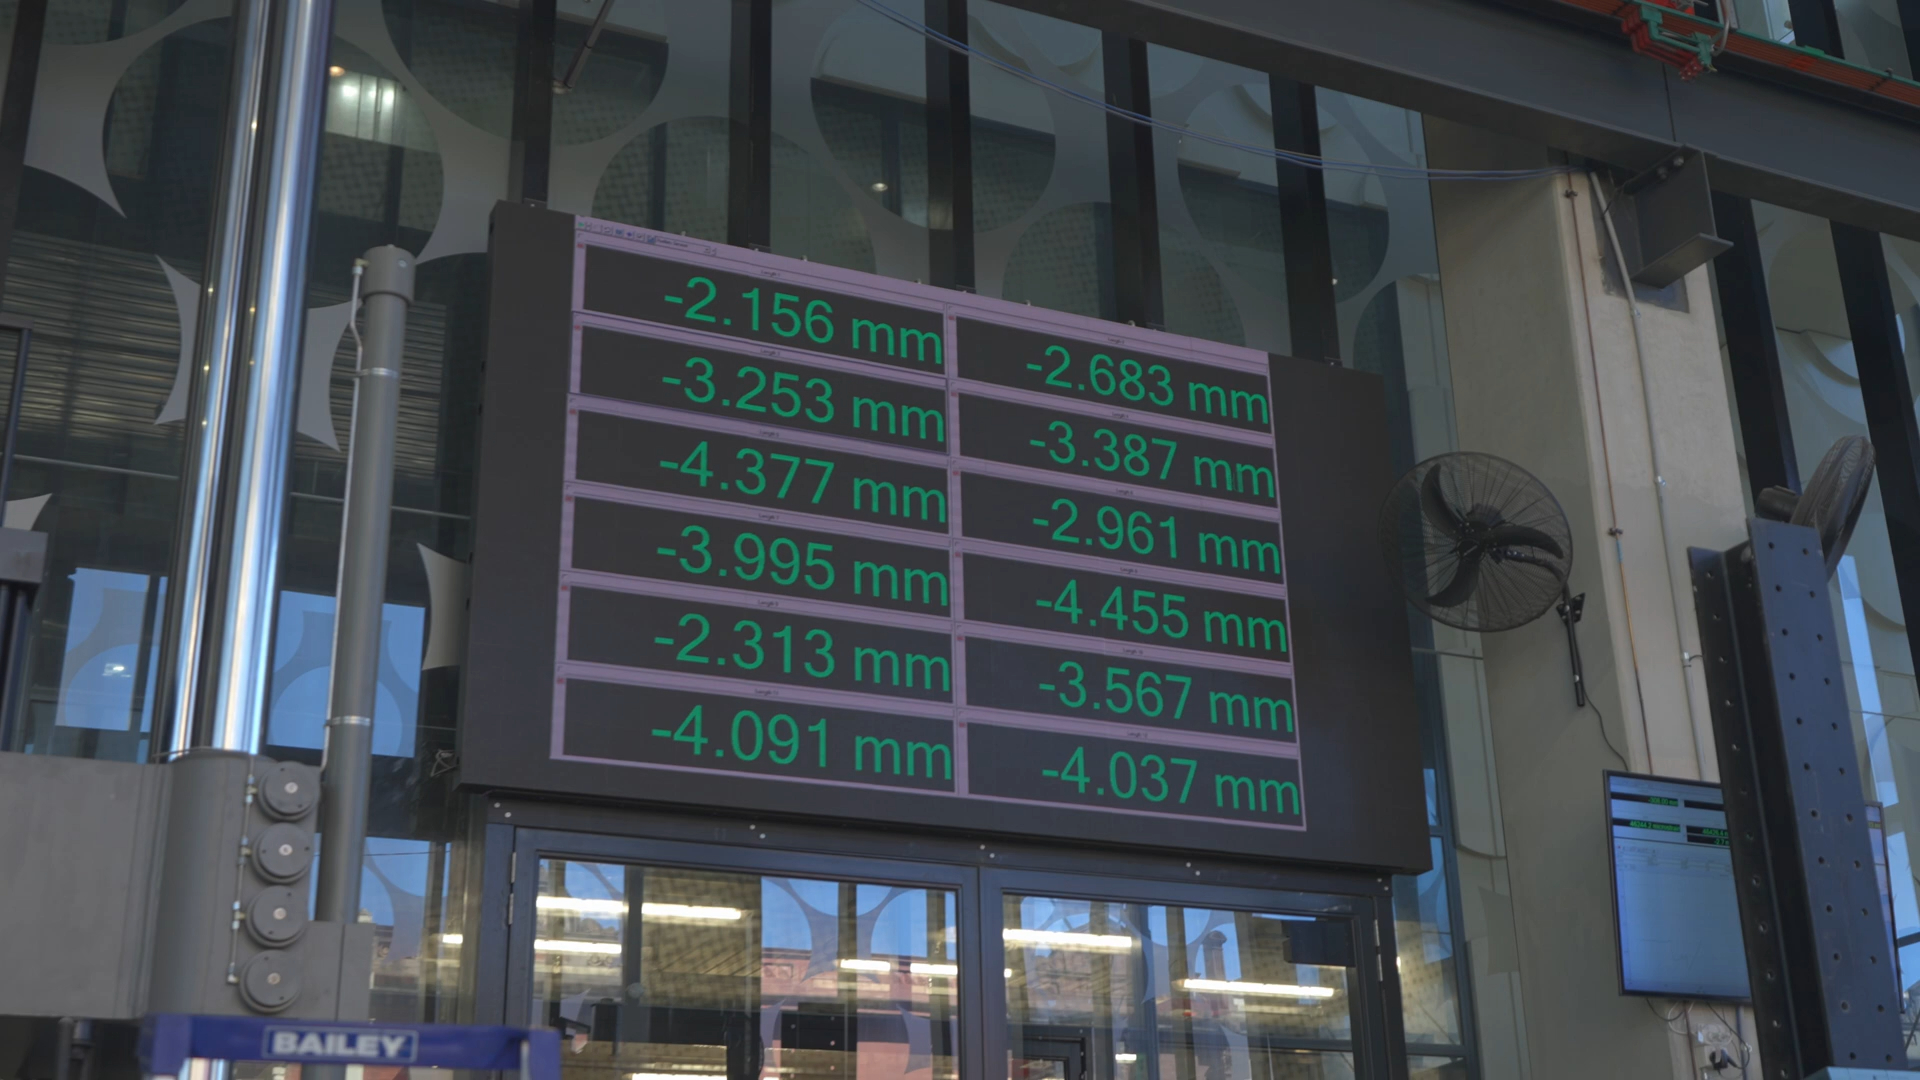 -2.156 mm
-2.683 mm
-3.253 mm
-3.387 mm
-4.377 mm
-2.961 mm
-3.995 mm
-4.455 mm
-2.313 mm
-3.567 mm
-4.091 mm
-4.037 mm
BAILEY